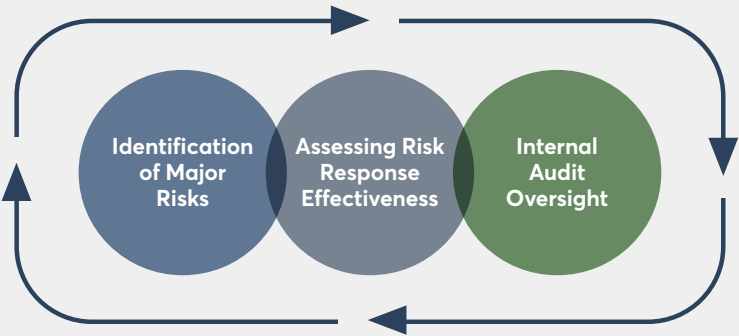 Identification
of Major
Risks
Assessing Risk
Response
Effectiveness
Internal
Audit
Oversight